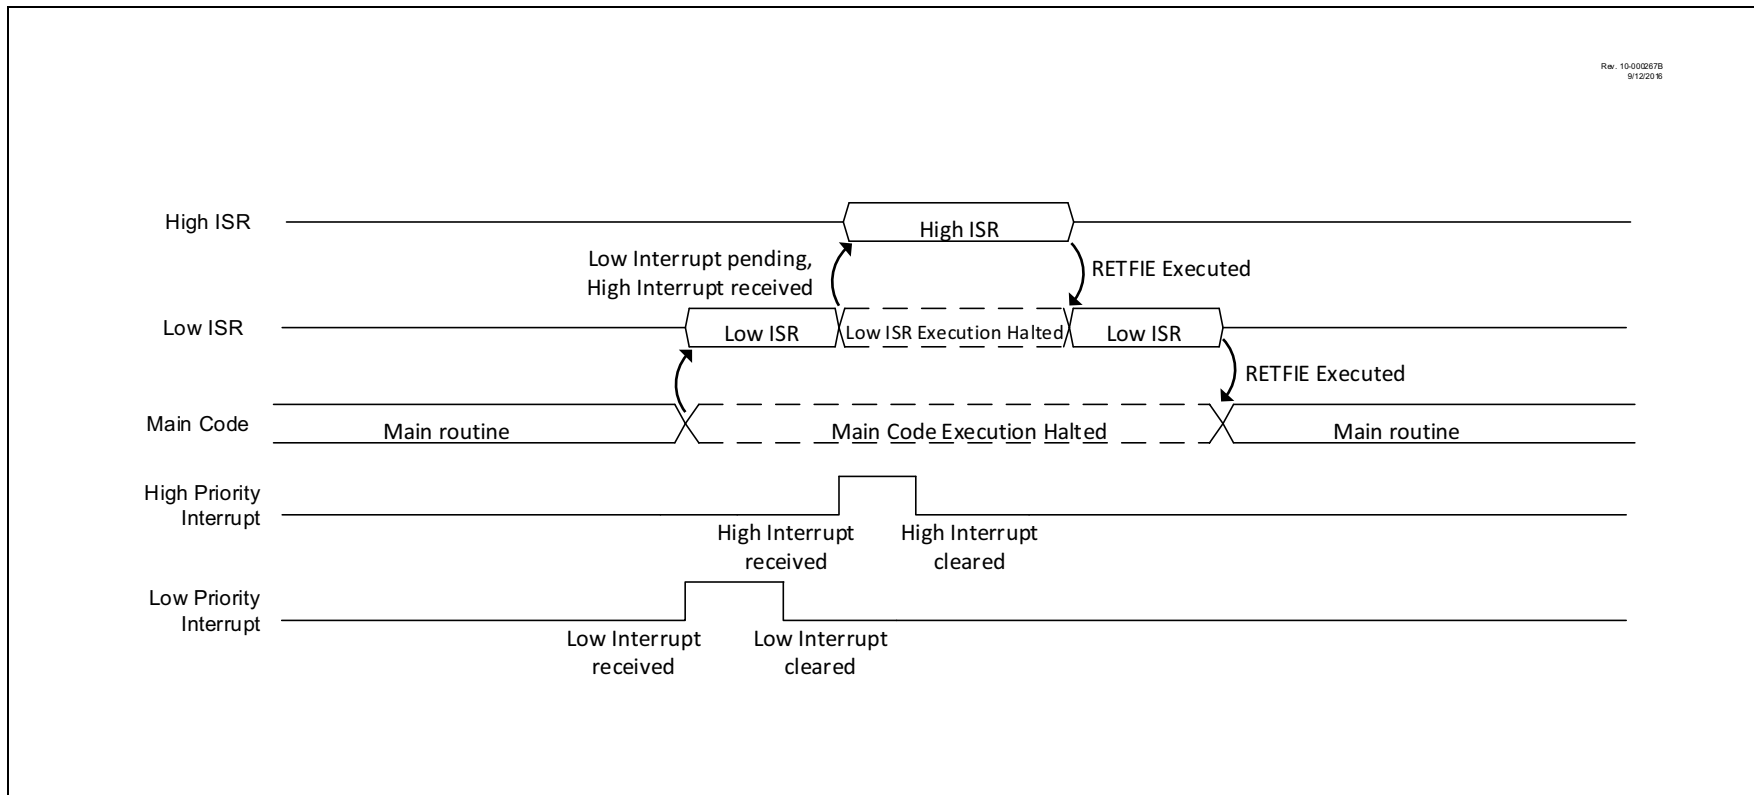 Rev. 10-000267B
9/12/2016
High ISR
High ISR
Low Interrupt pending,
High Interrupt received
RETFIE Executed
Low ISR
Low ISR
Low ISR Execution Halted
Low ISR
RETFIE Executed
Main Code
Main routine
Main Code Execution Halted
Main routine
High Priority
Interrupt
High Interrupt
received
High Interrupt
cleared
Low Priority
Interrupt
Low Interrupt
received
Low Interrupt
cleared